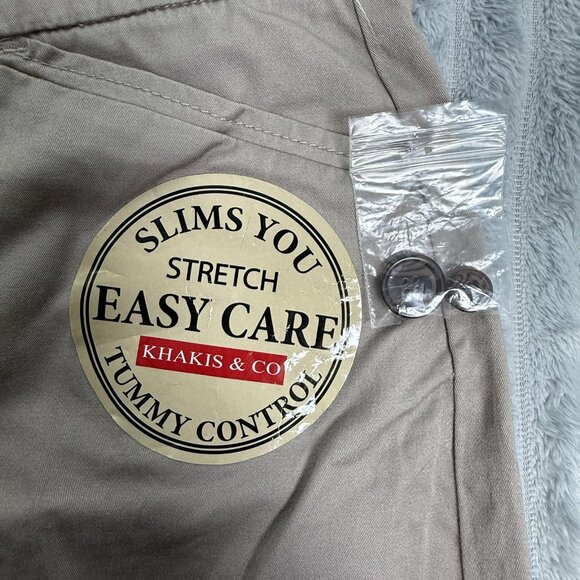 SLIMS YOU
STRETCH
EASY CARE
KHAKIS & CO
TUMMY CONTROL